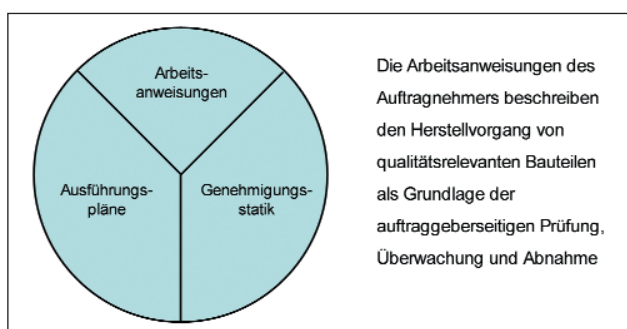 Arbeits-
anweisungen
Ausführungs-
pläne
Genehmigungs-
statik
Die Arbeitsanweisungen des
Auftragnehmers beschreiben
den Herstellvorgang von
qualitätsrelevanten Bauteilen
als Grundlage der
auftraggeberseitigen Prüfung,
Überwachung und Abnahme